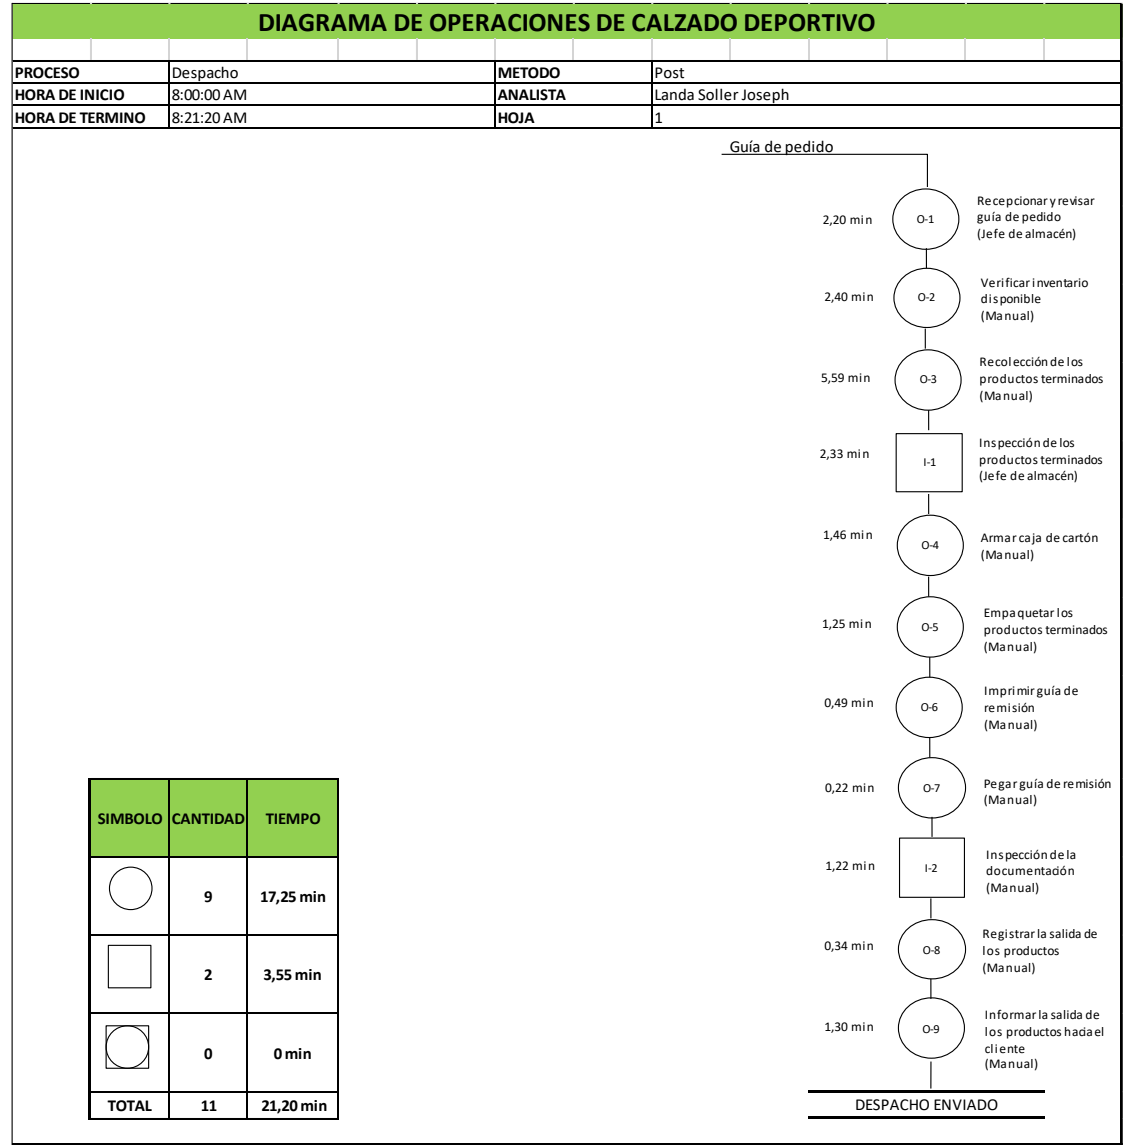 DIAGRAMA DE OPERACIONES DE CALZADO DEPORTIVO
PROCESO Despacho METODO Post
HORA DE INICIO 8:00:00 AM ANALISTA Landa Soller Joseph
HORA DE TERMINO 8:21:20 AM HOJA 1
Guía de pedido
2,20 min
O-1
Recepcionar y revisar
guía de pedido
(Jefe de almacén)
2,40 min
O-2
Verificar inventario
disponible
(Manual)
5,59 min
O-3
Recolección de los
productos terminados
(Manual)
2,33 min
I-1
Inspección de los
productos terminados
(Jefe de almacén)
1,46 min
O-4
Armar caja de cartón
(Manual)
1,25 min
O-5
Empaquetar los
productos terminados
(Manual)
0,49 min
O-6
Imprimir guía de
remisión
(Manual)
0,22 min
O-7
Pegar guía de remisión
(Manual)
1,22 min
I-2
Inspección de la
documentación
(Manual)
0,34 min
O-8
Registrar la salida de
los productos
(Manual)
1,30 min
O-9
Informar la salida de
los productos hacia el
cliente
(Manual)
DESPACHO ENVIADO
SIMBOLO CANTIDAD TIEMPO
9 17,25 min
2 3,55 min
0 0 min
TOTAL 11 21,20 min